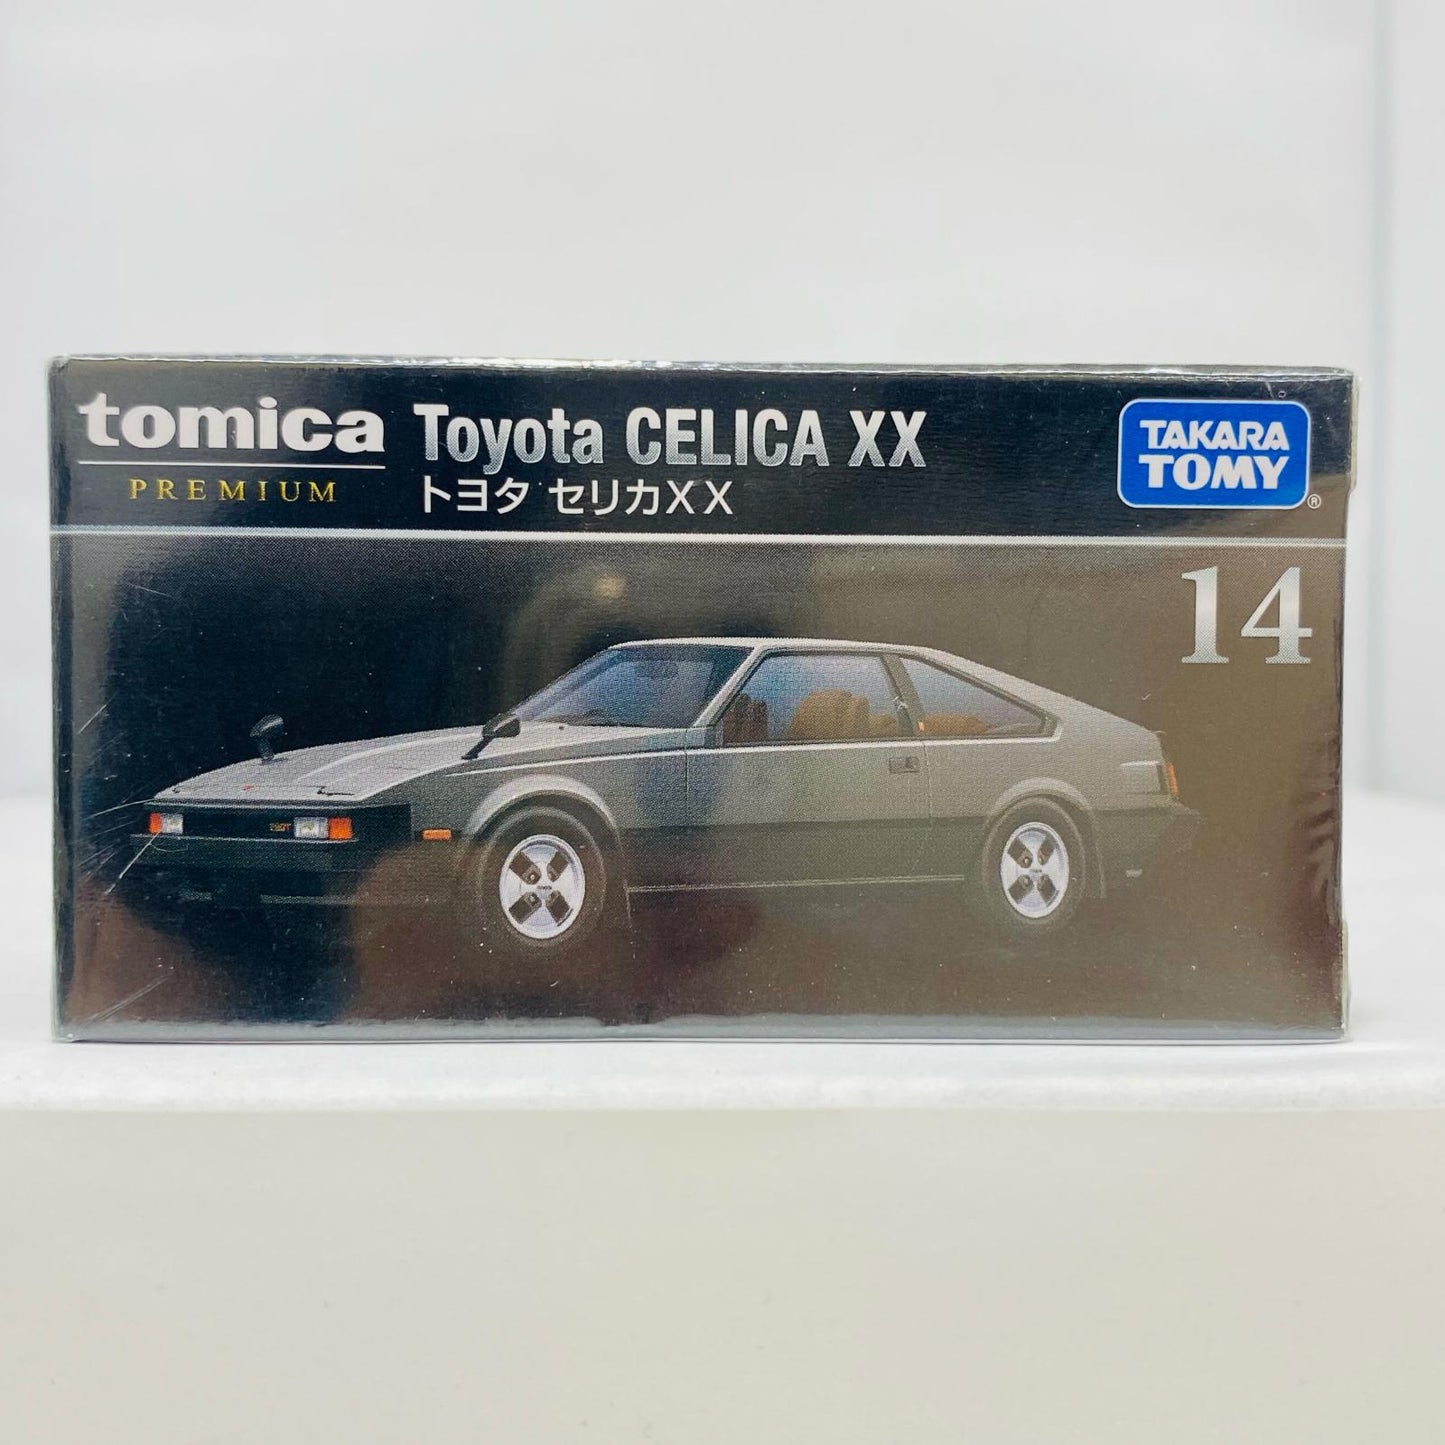 tomica
PREMIUM
Toyota CELICA XX
トヨタ セリカXX
TAKARA
TOMY
®
14